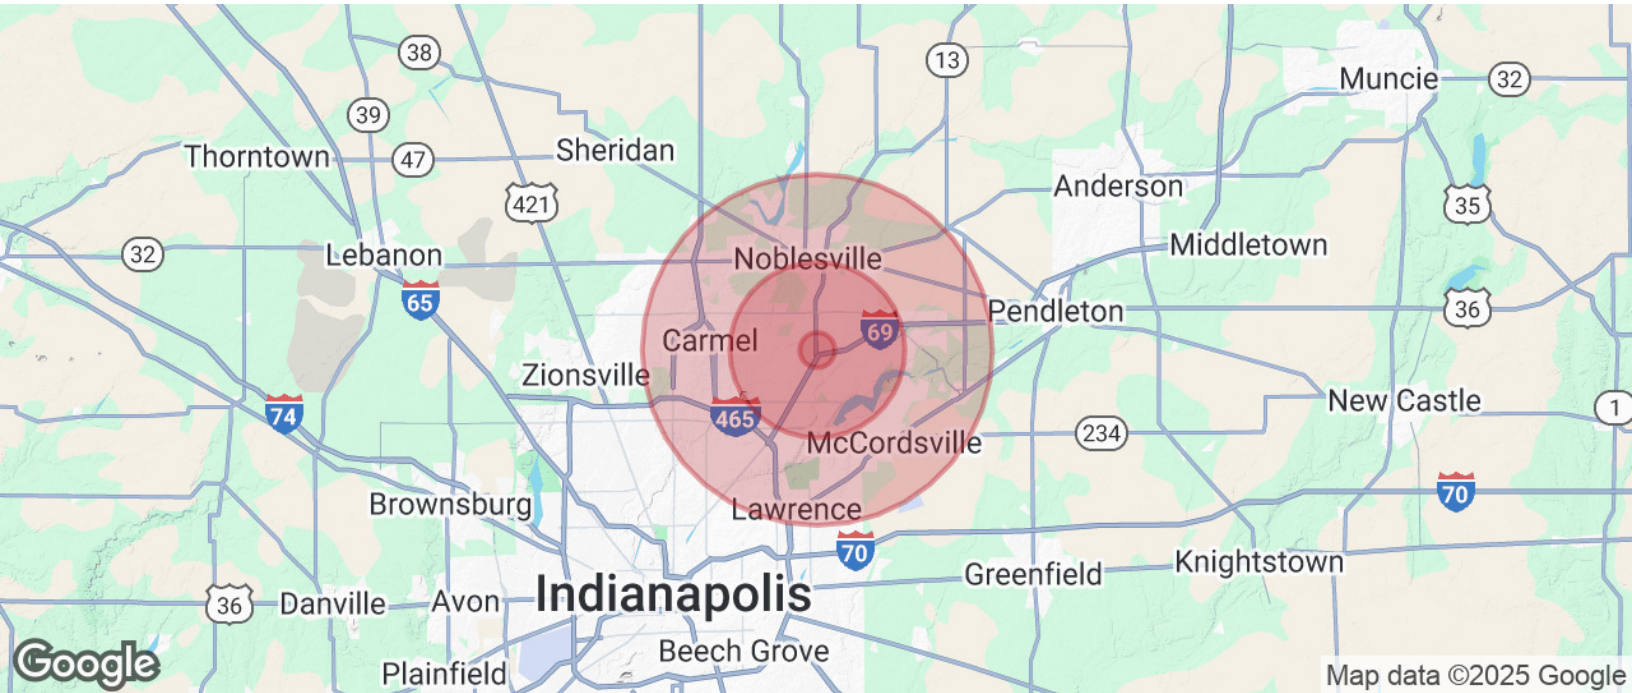 38
13
Muncie
32
39
Thorntown
47
Sheridan
421
Anderson
35
32
Lebanon
Noblesville
Middletown
65
69
Pendleton
36
Carmel
Zionsville
74
465
New Castle
1
McCordsville
234
Brownsburg
Lawrence
70
70
Greenfield
Knightstown
36
Danville
Avon
Indianapolis
Beech Grove
Google
Plainfield
Map data ©2025 Google